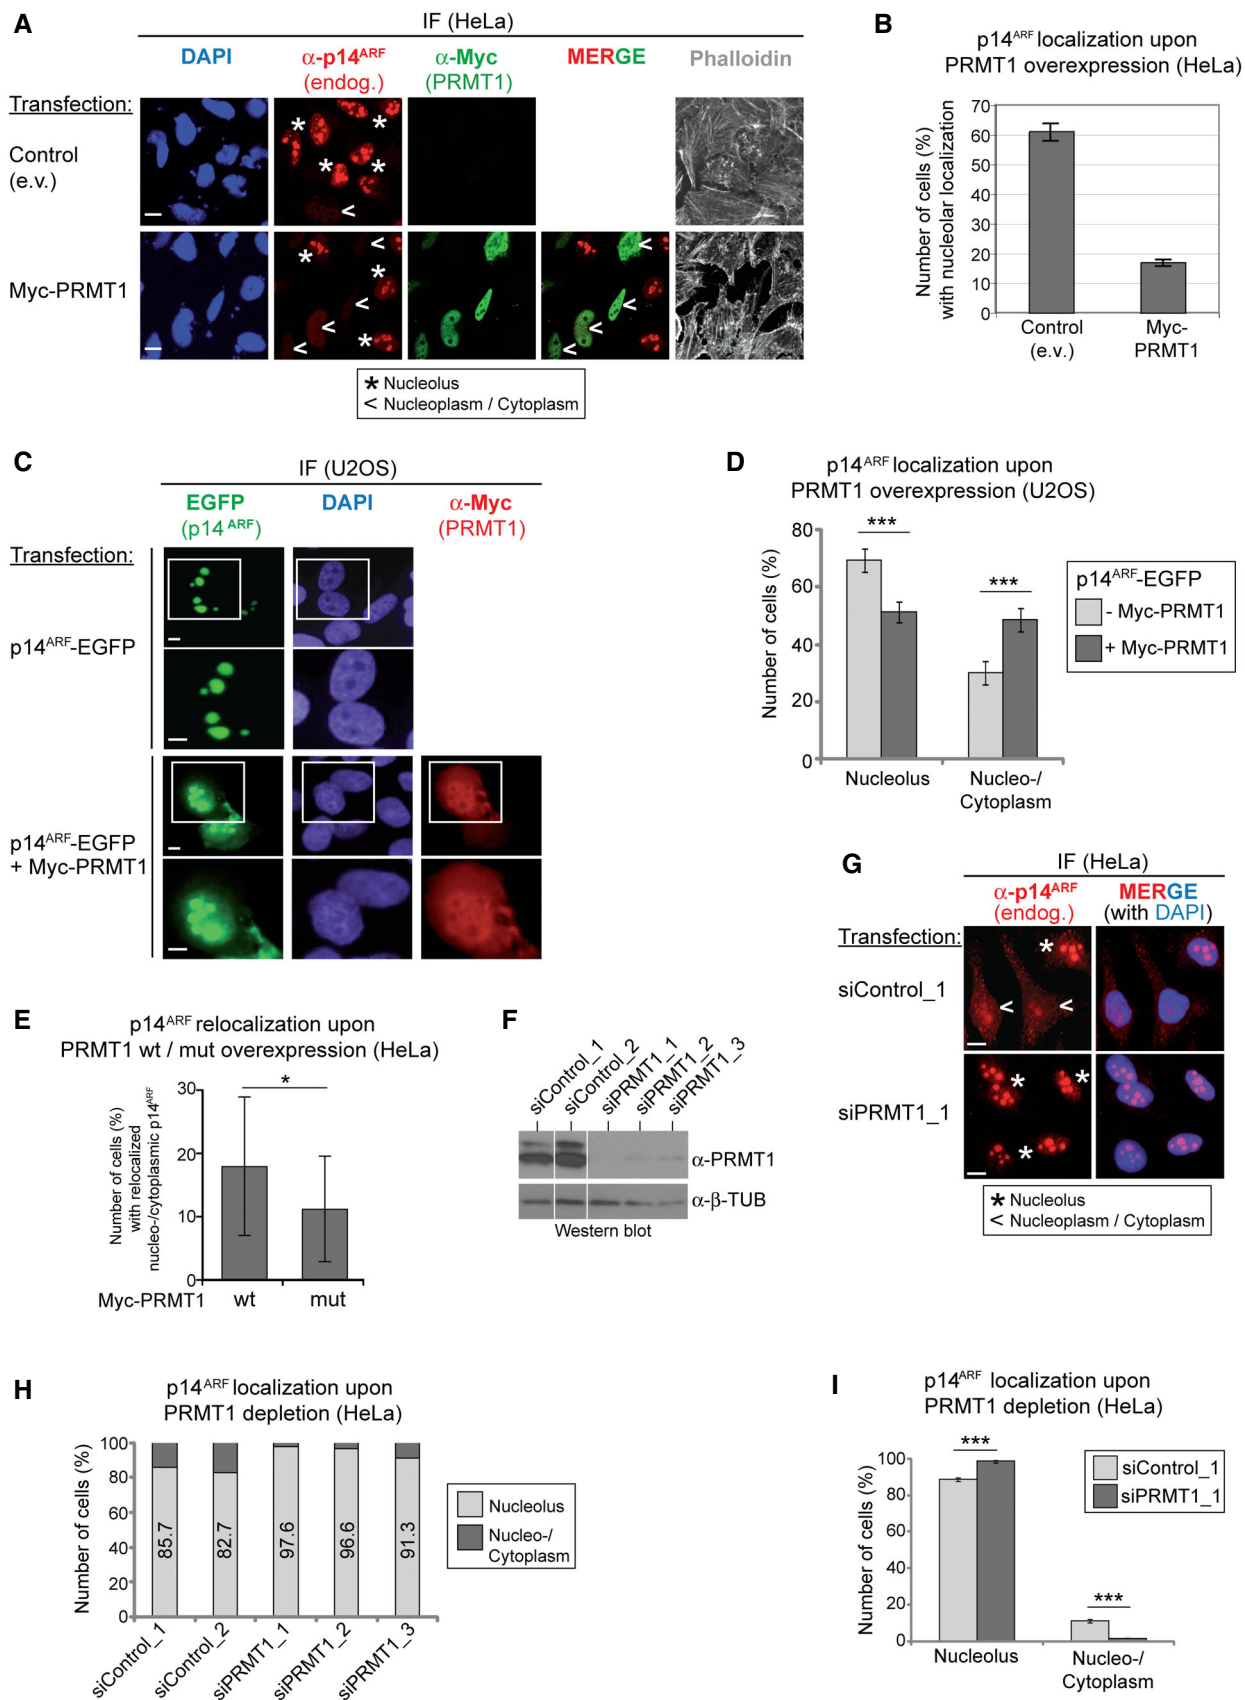 A
IF (HeLa)
DAPI
α-p14ARF
(endog.)
α-Myc
(PRMT1)
MERGE
Phalloidin
Transfection:
Control
(e.v.)
Myc-PRMT1
* Nucleolus
< Nucleoplasm / Cytoplasm
B
p14ARF localization upon
PRMT1 overexpression (HeLa)
Number of cells (%)
with nucleolar localization
70
60
50
40
30
20
10
0
Control
(e.v.)
Myc-
PRMT1
C
IF (U2OS)
EGFP
(p14 ARF)
DAPI
α-Myc
(PRMT1)
Transfection:
p14ARF-EGFP
p14ARF-EGFP
+ Myc-PRMT1
D
p14ARF localization upon
PRMT1 overexpression (U2OS)
Number of cells (%)
80
60
40
20
0
***
***
Nucleolus
Nucleo-/
Cytoplasm
p14ARF-EGFP
- Myc-PRMT1
+ Myc-PRMT1
E
p14ARF relocalization upon
PRMT1 wt / mut overexpression (HeLa)
Number of cells (%)
with relocalized
nucleo-/cytoplasmic p14ARF
30
20
10
0
*
Myc-PRMT1 wt mut
F
siControl_1
siControl_2
siPRMT1_1
siPRMT1_2
siPRMT1_3
α-PRMT1
α-β-TUB
Western blot
G
IF (HeLa)
α-p14ARF
(endog.)
MERGE
(with DAPI)
Transfection:
siControl_1
siPRMT1_1
* Nucleolus
< Nucleoplasm / Cytoplasm
H
p14ARF localization upon
PRMT1 depletion (HeLa)
Number of cells (%)
100
80
60
40
20
0
85.7
82.7
97.6
96.6
91.3
siControl_1
siControl_2
siPRMT1_1
siPRMT1_2
siPRMT1_3
Nucleolus
Nucleo-/
Cytoplasm
I
p14ARF localization upon
PRMT1 depletion (HeLa)
Number of cells (%)
100
80
60
40
20
0
***
***
Nucleolus
Nucleo-/
Cytoplasm
siControl_1
siPRMT1_1